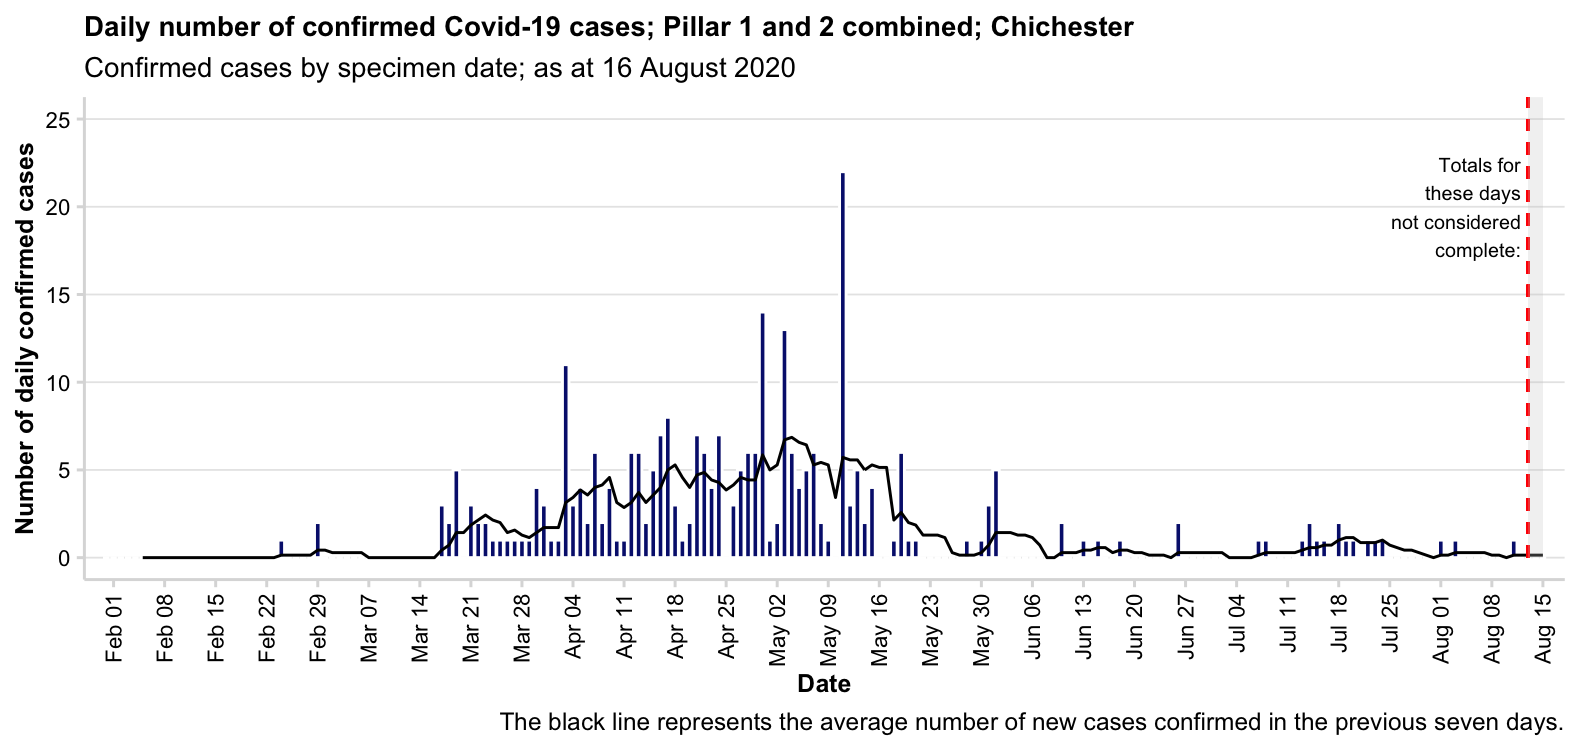 Daily number of confirmed Covid-19 cases; Pillar 1 and 2 combined; Chichester
Confirmed cases by specimen date; as at 16 August 2020
Number of daily confirmed cases
25
20
15
10
5
0
Totals for
these days
not considered
complete:
Feb 01
Feb 08
Feb 15
Feb 22
Feb 29
Mar 07
Mar 14
Mar 21
Mar 28
Apr 04
Apr 11
Apr 18
Apr 25
May 02
May 09
May 16
May 23
May 30
Jun 06
Jun 13
Jun 20
Jun 27
Jul 04
Jul 11
Jul 18
Jul 25
Aug 01
Aug 08
Aug 15
Date
The black line represents the average number of new cases confirmed in the previous seven days.